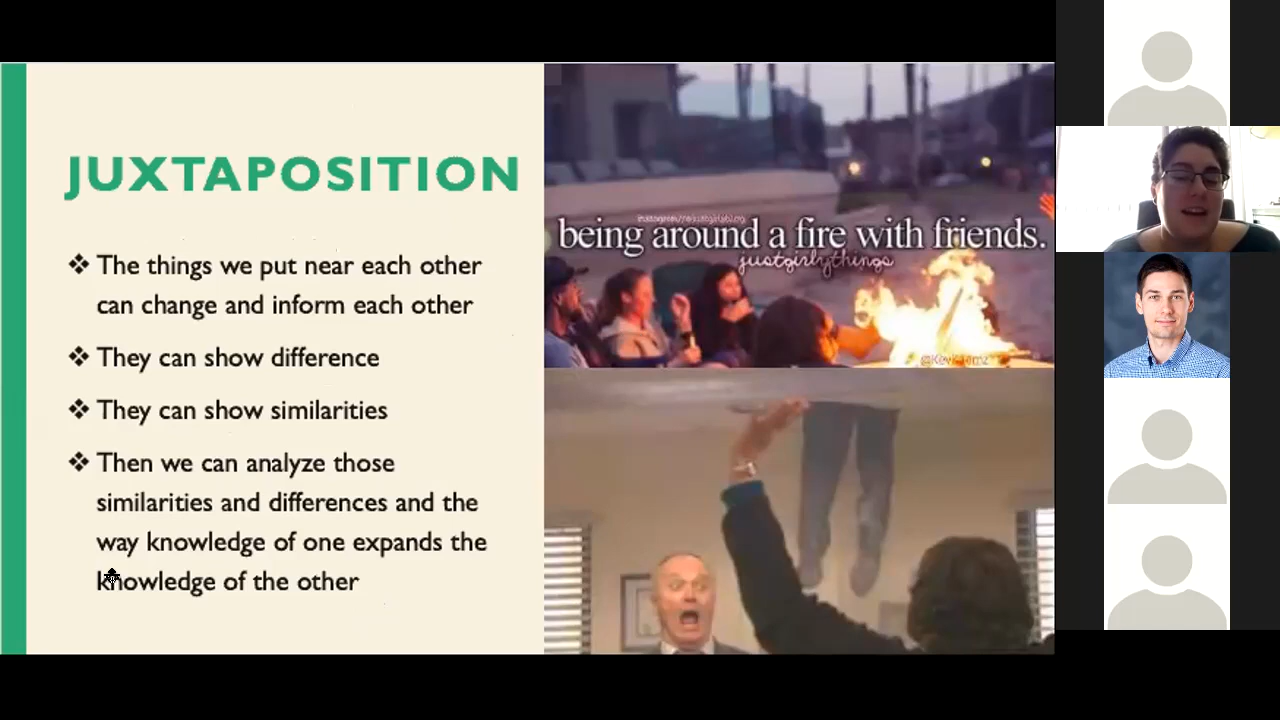 JUXTAPOSITION
❖ The things we put near each other
can change and inform each other
❖ They can show difference
❖ They can show similarities
❖ Then we can analyze those
similarities and differences and the
way knowledge of one expands the
knowledge of the other
being around a fire with friends.
justgirlythings